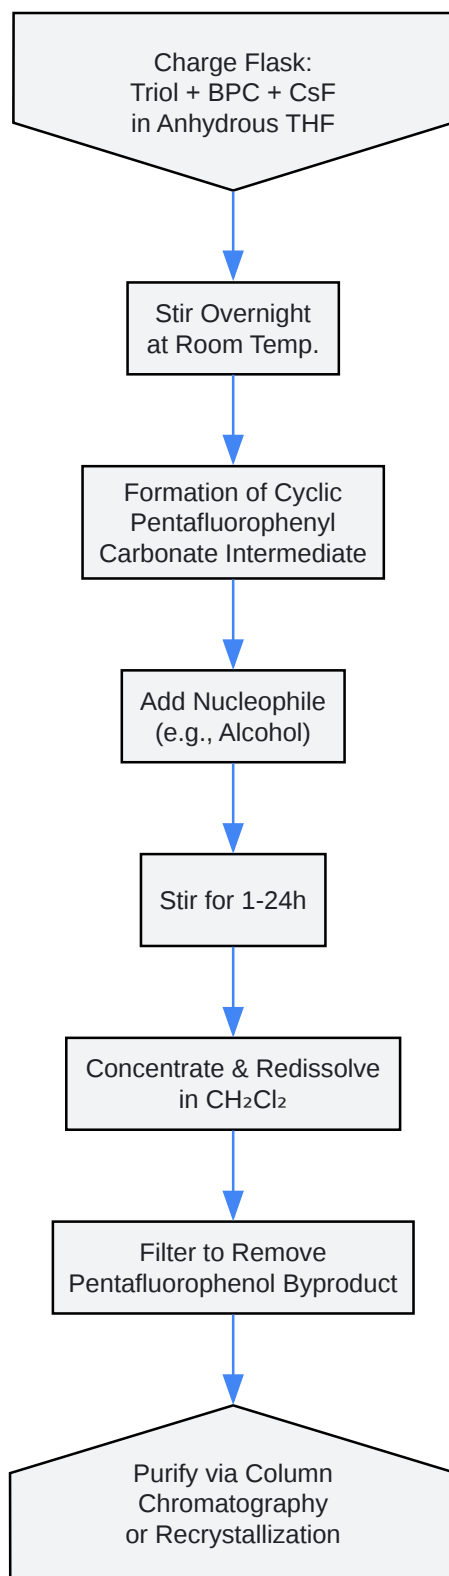 Charge Flask:
Triol + BPC + CsF
in Anhydrous THF
Stir Overnight
at Room Temp.
Formation of Cyclic
Pentafluorophenyl
Carbonate Intermediate
Add Nucleophile
(e.g., Alcohol)
Stir for 1-24h
Concentrate & Redissolve
in CH₂Cl₂
Filter to Remove
Pentafluorophenol Byproduct
Purify via Column
Chromatography
or Recrystallization